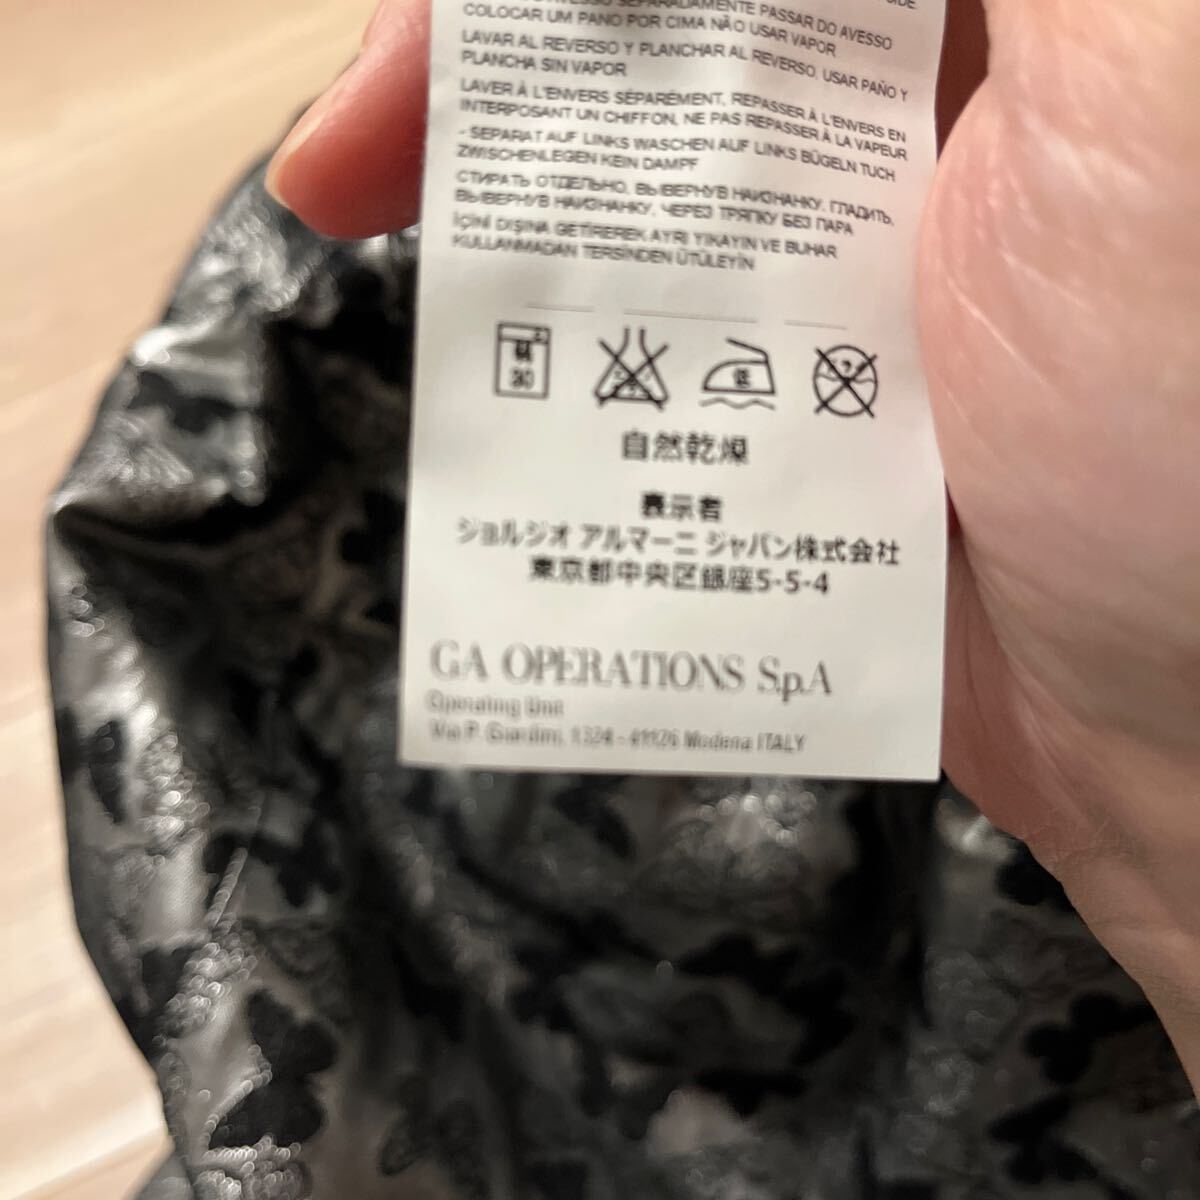 SEPARADAMENTE PASSAR DO AVESSO
COLOCAR UM PANO POR CIMA NÃO USAR VAPOR
LAVAR AL REVERSO Y PLANCHAR AL REVERSO, USAR PAÑO Y
PLANCHA SIN VAPOR
LAVER À L'ENVERS SÉPARÉMENT, REPASSER À L'ENVERS EN
INTERPOSANT UN CHIFFON, NE PAS REPASSER À LA VAPEUR
- SEPARAT AUF LINKS WASCHEN AUF LINKS BÜGELN TUCH
ZWISCHENLEGEN KEIN DAMPF
СТИРАТЬ ОТДЕЛЬНО, ВЫВЕРНУВ НАИЗНАНКУ. ГЛАДИТЬ,
ВЫВЕРНУВ НАИЗНАНКУ, ЧЕРЕЗ ТРЯПКУ БЕЗ ПАРА
İÇİNİ DIŞINA GETİREREK AYRI YIKAYIN VE BUHAR
KULLANMADAN TERSİNDEN ÜTÜLEYİN
30 低
自然乾燥
表示者
ジョルジオ アルマーニ ジャパン株式会社
東京都中央区銀座5-5-4
GA OPERATIONS S.p.A
Operating Unit
Via P. Giardini, 1324 - 41126 Modena ITALY